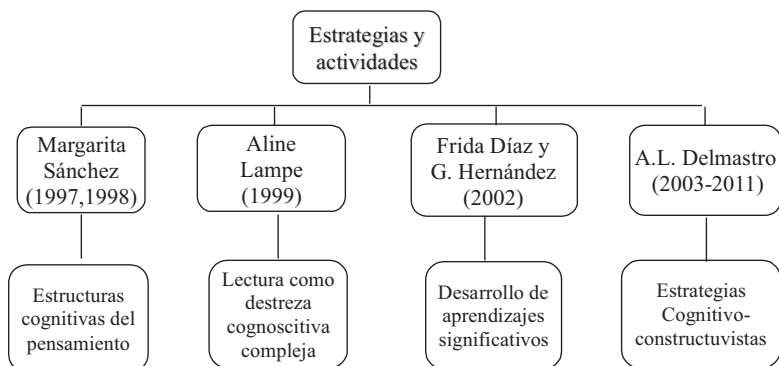 Estrategias y
actividades
Margarita
Sánchez
(1997,1998)
Aline
Lampe
(1999)
Frida Díaz y
G. Hernández
(2002)
A.L. Delmastro
(2003-2011)
Estructuras
cognitivas del
pensamiento
Lectura como
destreza
cognoscitiva
compleja
Desarrollo de
aprendizajes
significativos
Estrategias
Cognitivo-
constructuvistas